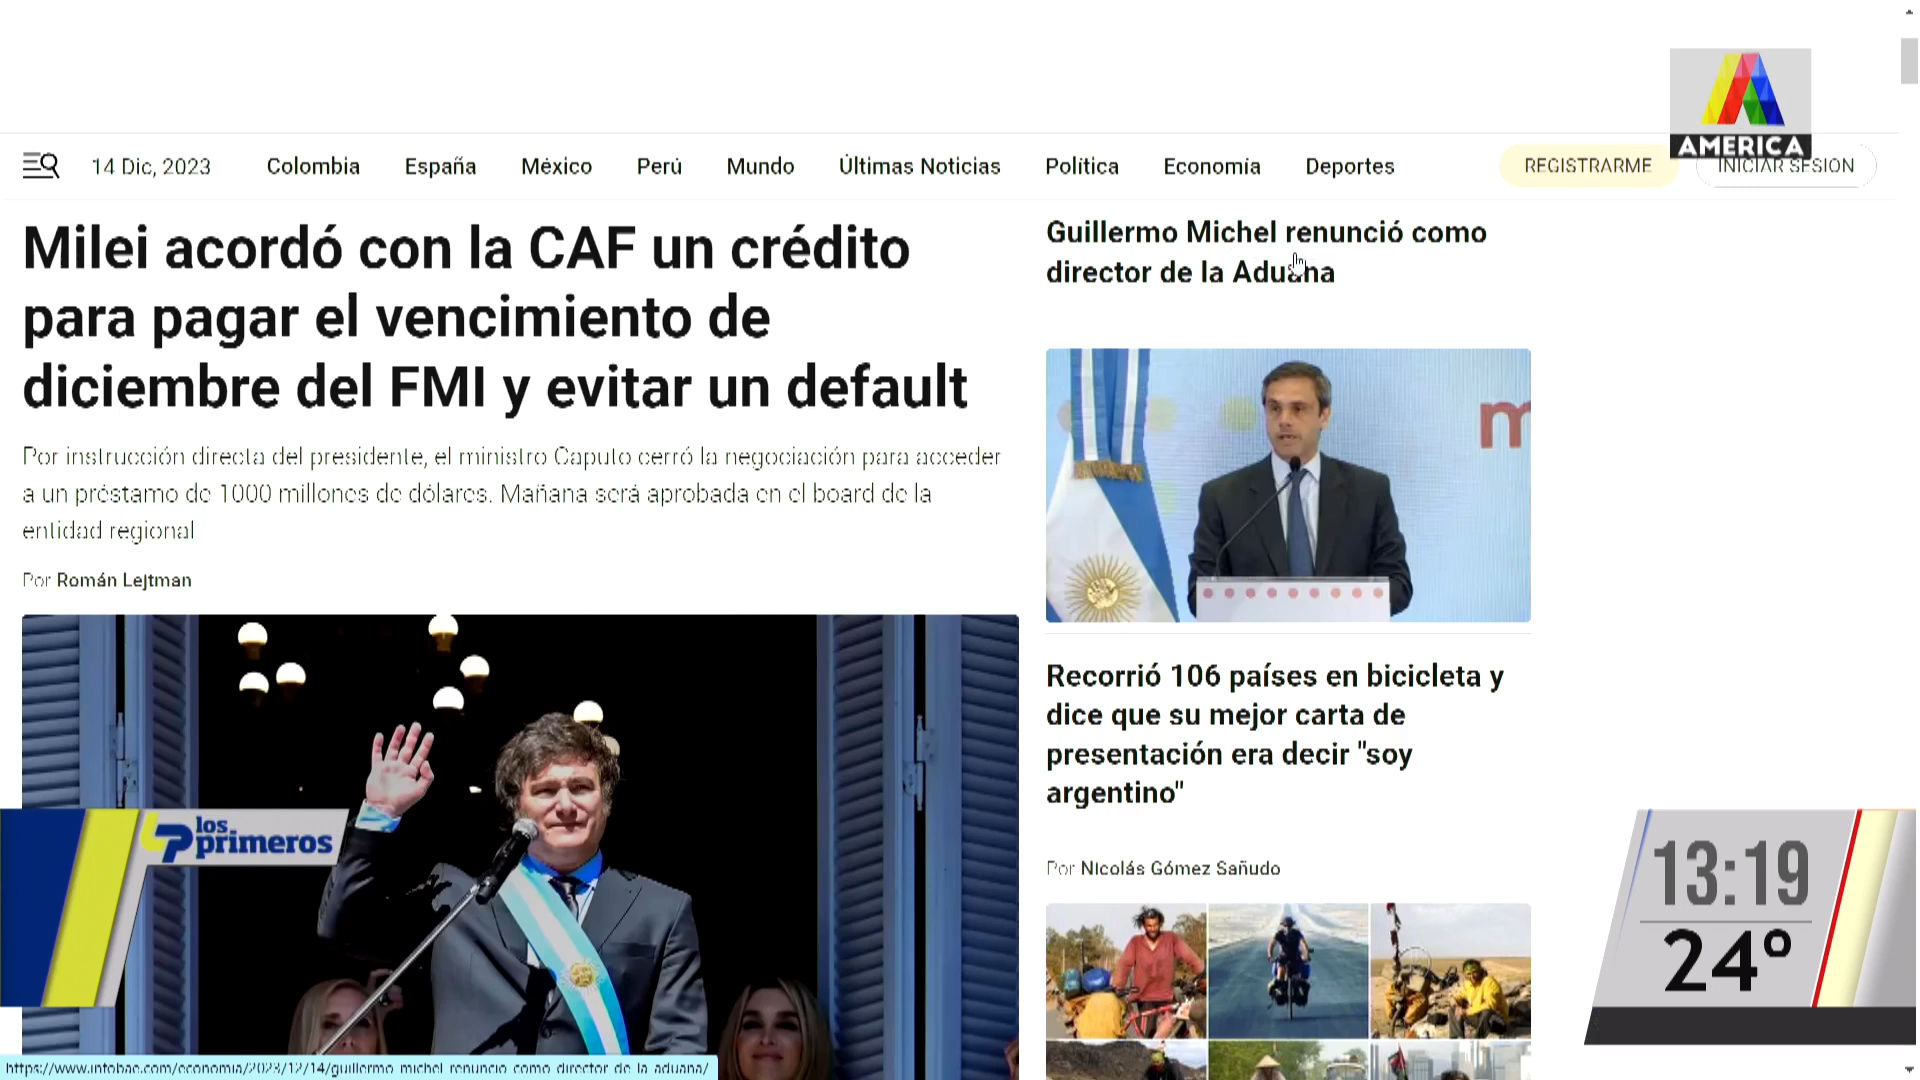 AMERICA
14 Dic, 2023
Colombia
España
México
Perú
Mundo
Últimas Noticias
Política
Economía
Deportes
REGISTRARME
INICIAR SESIÓN
Milei acordó con la CAF un crédito
para pagar el vencimiento de
diciembre del FMI y evitar un default
Por instrucción directa del presidente, el ministro Caputo cerró la negociación para acceder
a un préstamo de 1000 millones de dólares. Mañana será aprobada en el board de la
entidad regional
Por Román Lejtman
Guillermo Michel renunció como
director de la Aduana
m
Recorrió 106 países en bicicleta y
dice que su mejor carta de
presentación era decir "soy
argentino"
Por Nicolás Gómez Sañudo
LP los
primeros
13:19
24º
https://www.infobae.com/economia/2023/12/14/guillermo-michel-renuncio-como-director-de-la-aduana/